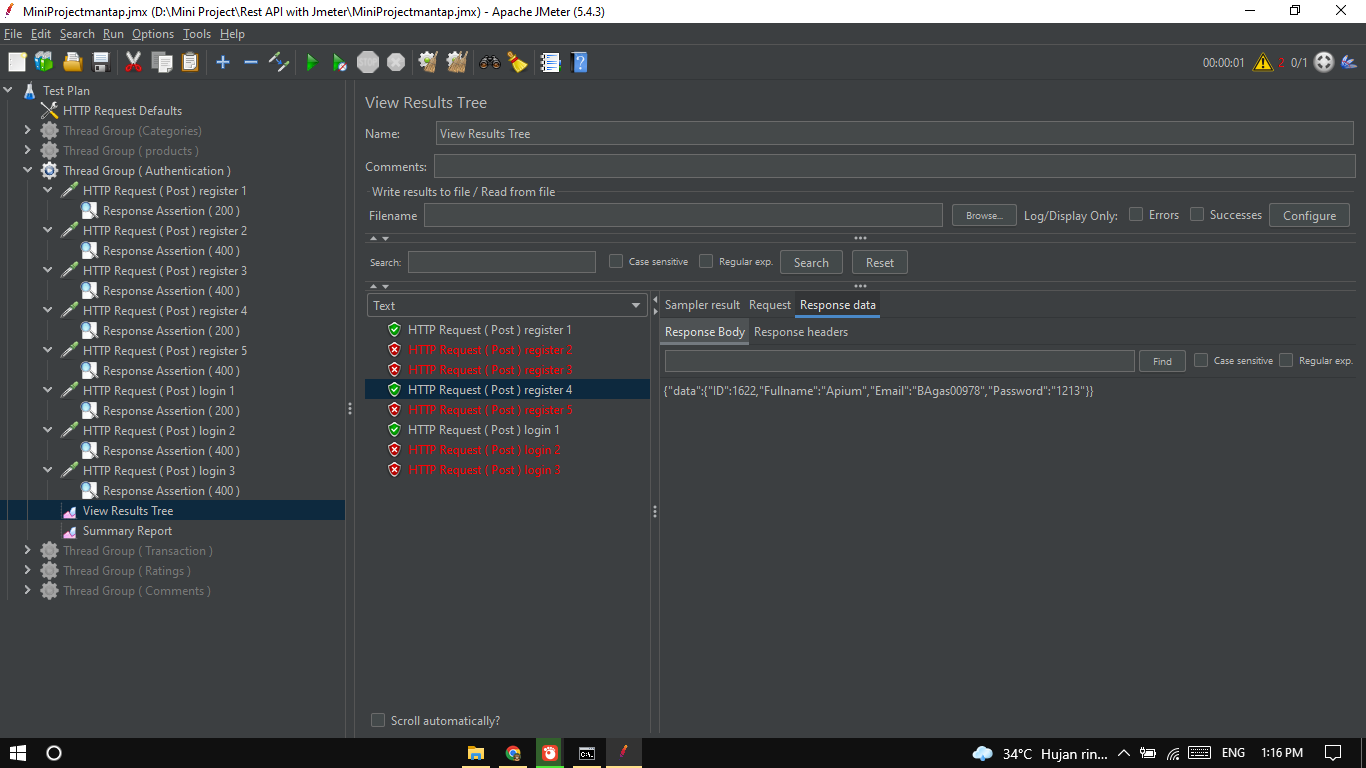 MiniProjectmantap.jmx (D:\Mini Project\Rest API with Jmeter\MiniProjectmantap.jmx) - Apache JMeter (5.4.3)
File Edit Search Run Options Tools Help
STOP
00:00:01 2 0/1
Test Plan
HTTP Request Defaults
Thread Group (Categories)
Thread Group ( products )
Thread Group ( Authentication )
HTTP Request ( Post ) register 1
Response Assertion ( 200 )
HTTP Request ( Post ) register 2
Response Assertion ( 400 )
HTTP Request ( Post ) register 3
Response Assertion ( 400 )
HTTP Request ( Post ) register 4
Response Assertion ( 200 )
HTTP Request ( Post ) register 5
Response Assertion ( 400 )
HTTP Request ( Post ) login 1
Response Assertion ( 200 )
HTTP Request ( Post ) login 2
Response Assertion ( 400 )
HTTP Request ( Post ) login 3
Response Assertion ( 400 )
View Results Tree
Summary Report
Thread Group ( Transaction )
Thread Group ( Ratings )
Thread Group ( Comments )
View Results Tree
Name: View Results Tree
Comments:
Write results to file / Read from file
Filename Browse... Log/Display Only: Errors Successes Configure
Search: Case sensitive Regular exp. Search Reset
Text
HTTP Request ( Post ) register 1
HTTP Request ( Post ) register 2
HTTP Request ( Post ) register 3
HTTP Request ( Post ) register 4
HTTP Request ( Post ) register 5
HTTP Request ( Post ) login 1
HTTP Request ( Post ) login 2
HTTP Request ( Post ) login 3
Scroll automatically?
Sampler result Request Response data
Response Body Response headers
Find Case sensitive Regular exp.
{"data":{"ID":1622,"Fullname":"Apium","Email":"BAgas00978","Password":"1213"}}
34°C Hujan rin... ENG 1:16 PM